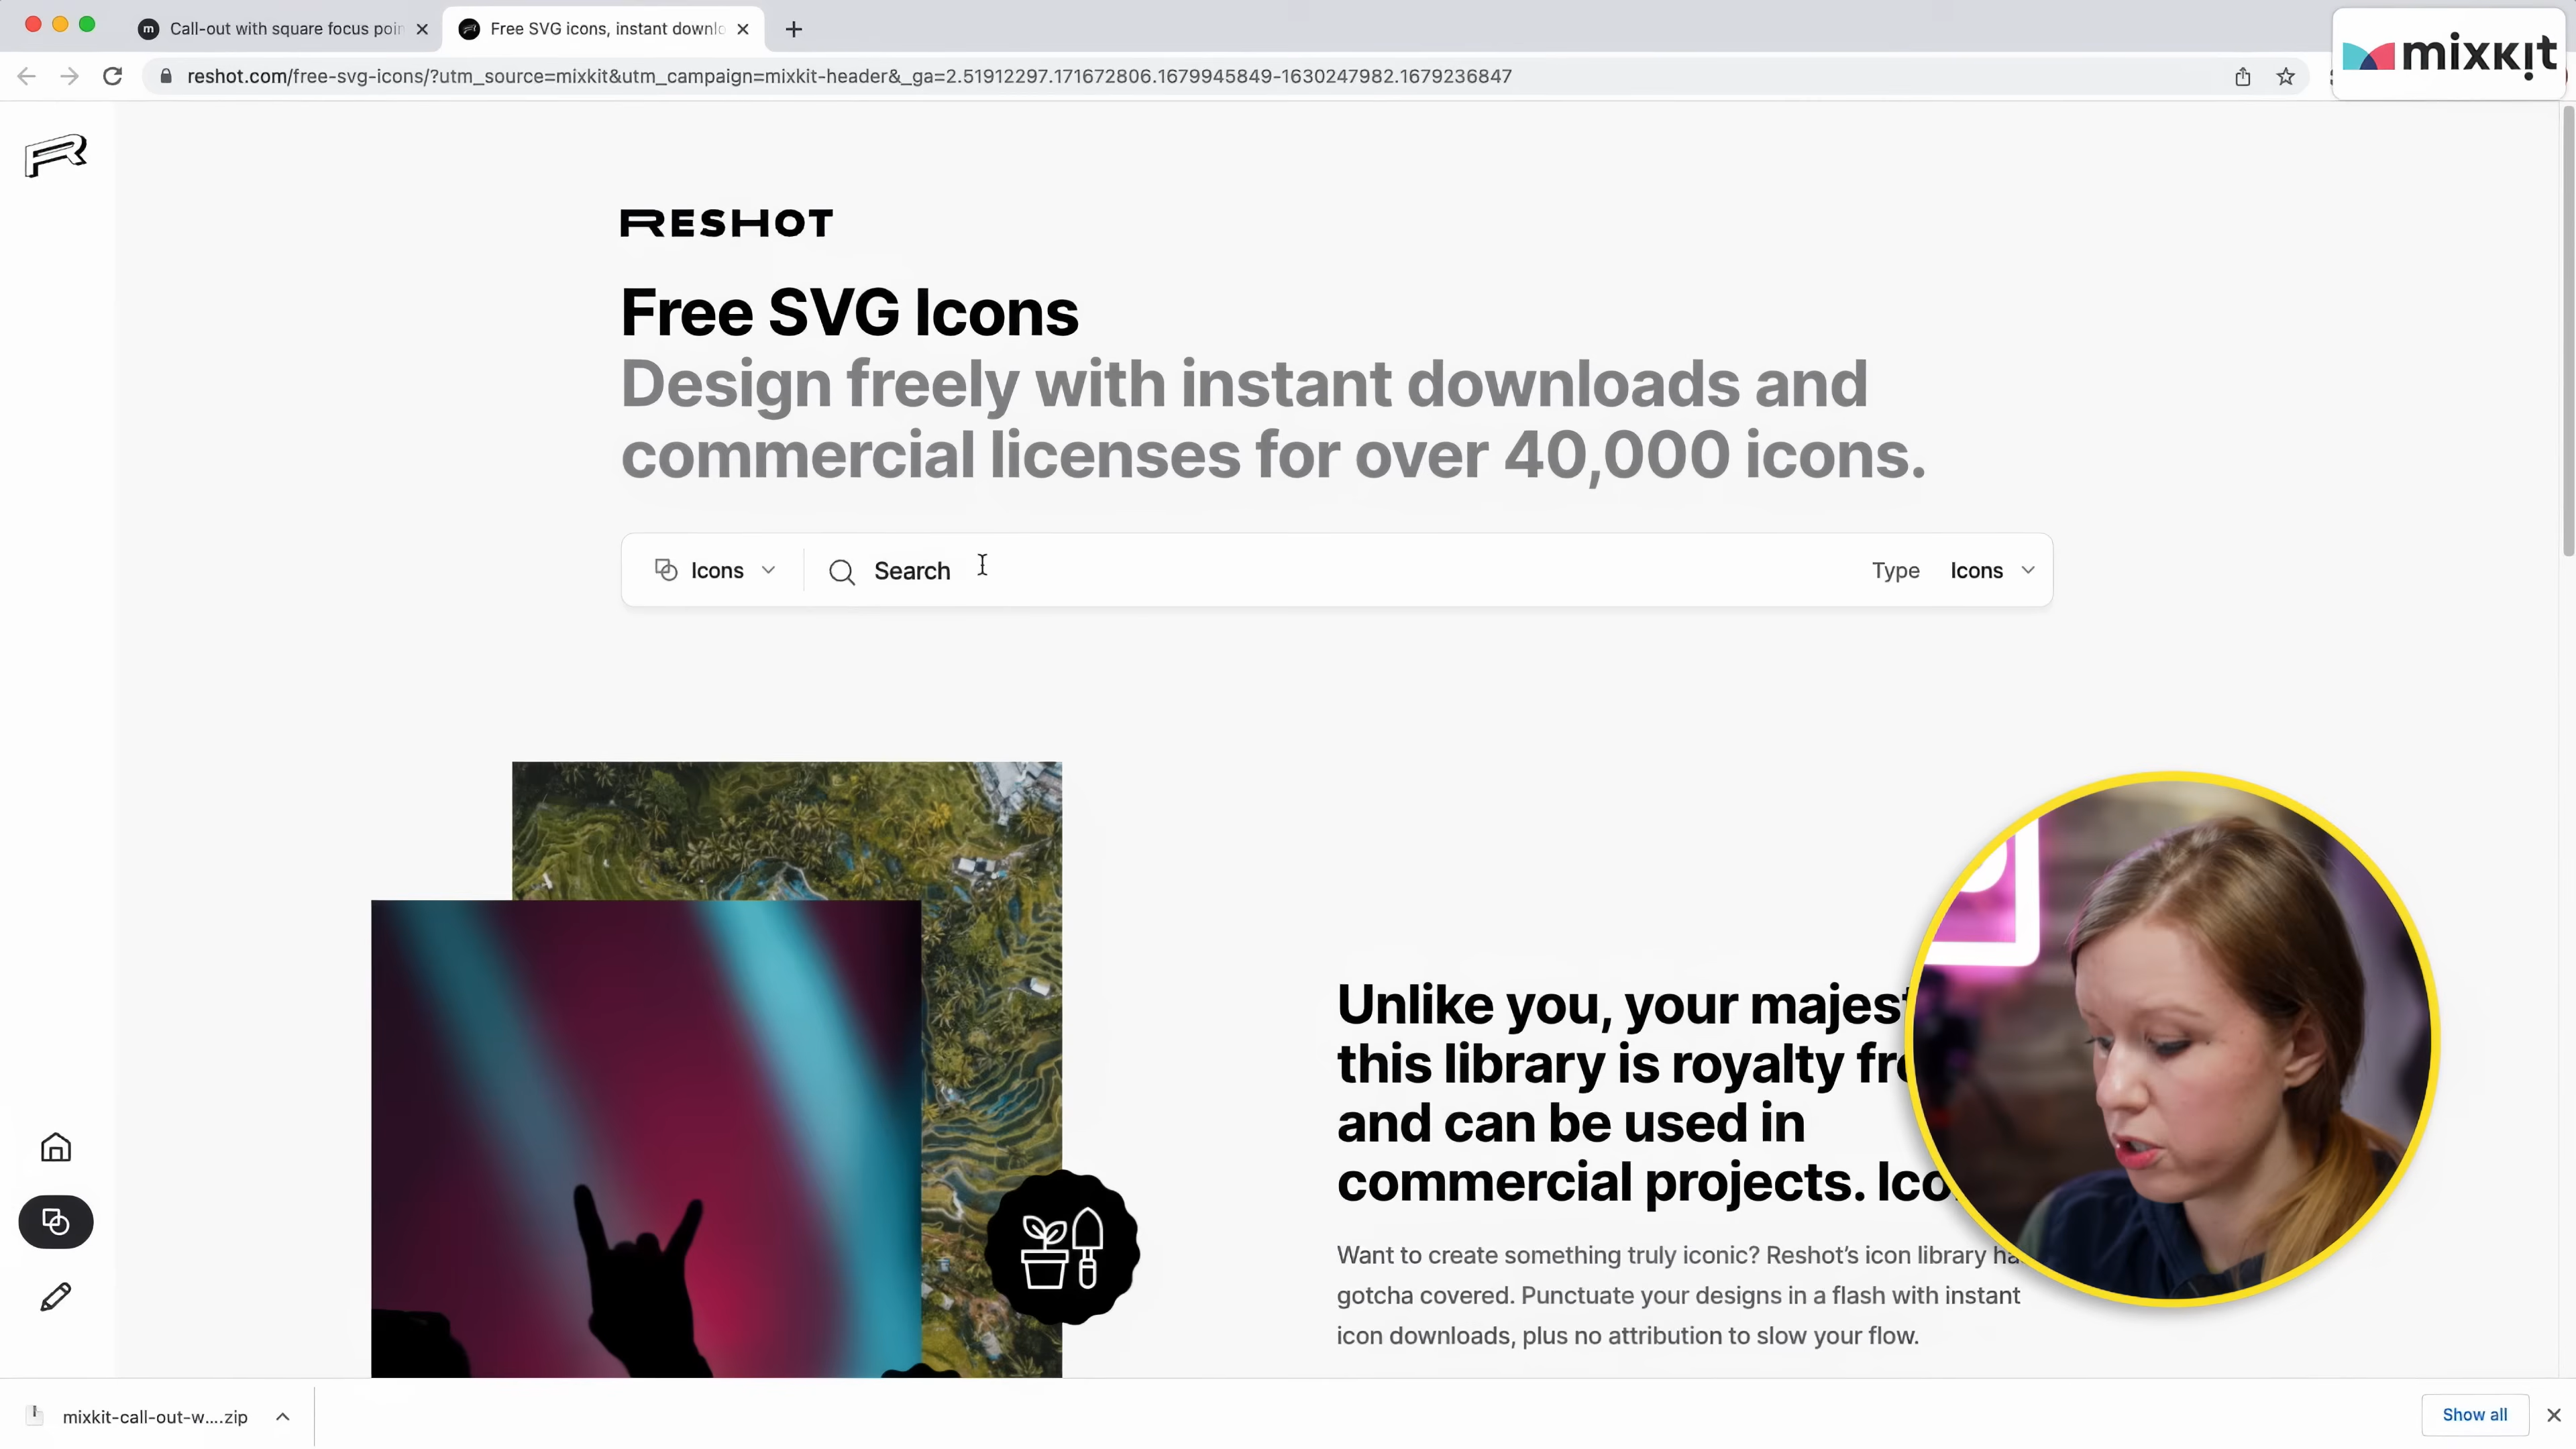 Call-out with square focus poin
Free SVG icons, instant downlo
mixkit
reshot.com/free-svg-icons/?utm_source=mixkit&utm_campaign=mixkit-header&_ga=2.51912297.171672806.1679945849-1630247982.1679236847
RESHOT
Free SVG Icons
Design freely with instant downloads and
commercial licenses for over 40,000 icons.
Icons Search Type Icons
Unlike you, your majest
this library is royalty fre
and can be used in
commercial projects. Ico
Want to create something truly iconic? Reshot's icon library ha
gotcha covered. Punctuate your designs in a flash with instant
icon downloads, plus no attribution to slow your flow.
mixkit-call-out-w....zip
Show all